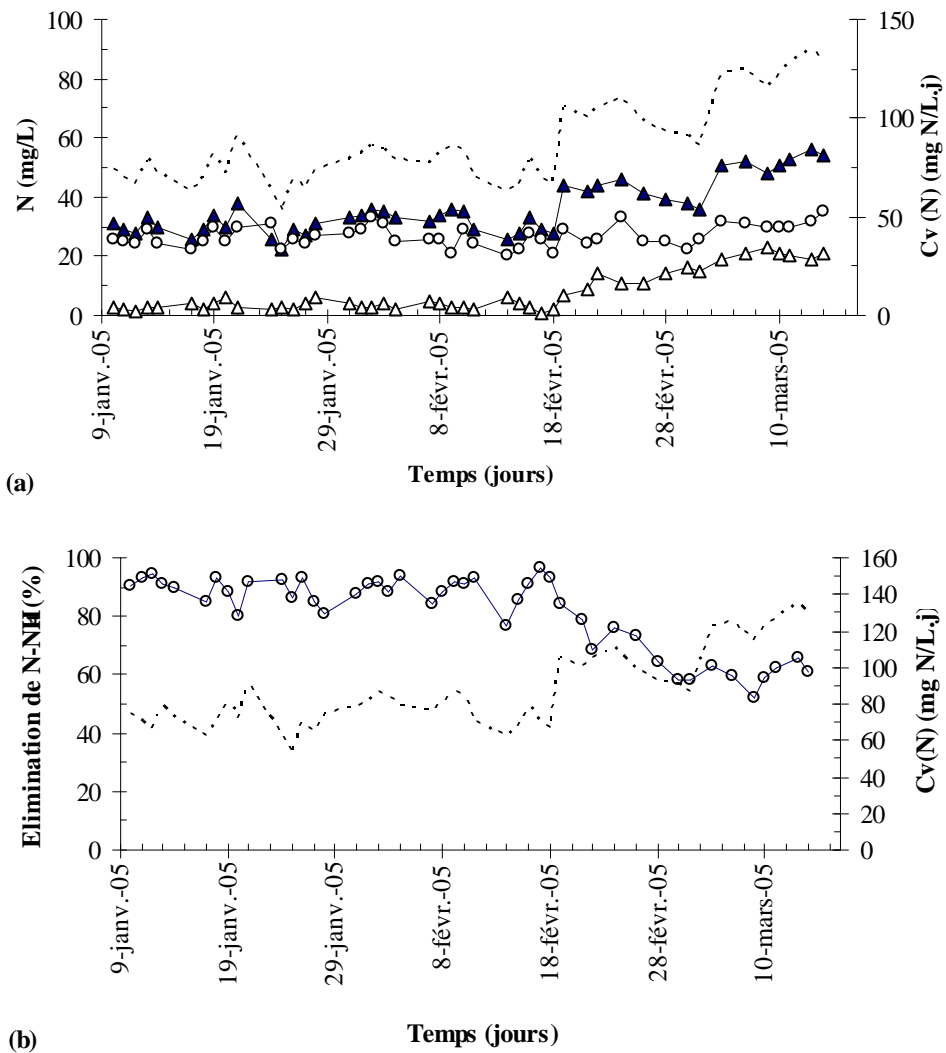 100
80
60
40
20
0
N (mg/L)
150
100
50
0
Cv (N) (mg N/L.j)
9-janv.-05
19-janv.-05
29-janv.-05
8-févr.-05
18-févr.-05
28-févr.-05
10-mars-05
Temps (jours)
(a)
100
80
60
40
20
0
Elimination de N-NH4 (%)
160
140
120
100
80
60
40
20
0
Cv(N) (mg N/L.j)
9-janv.-05
19-janv.-05
29-janv.-05
8-févr.-05
18-févr.-05
28-févr.-05
10-mars-05
Temps (jours)
(b)